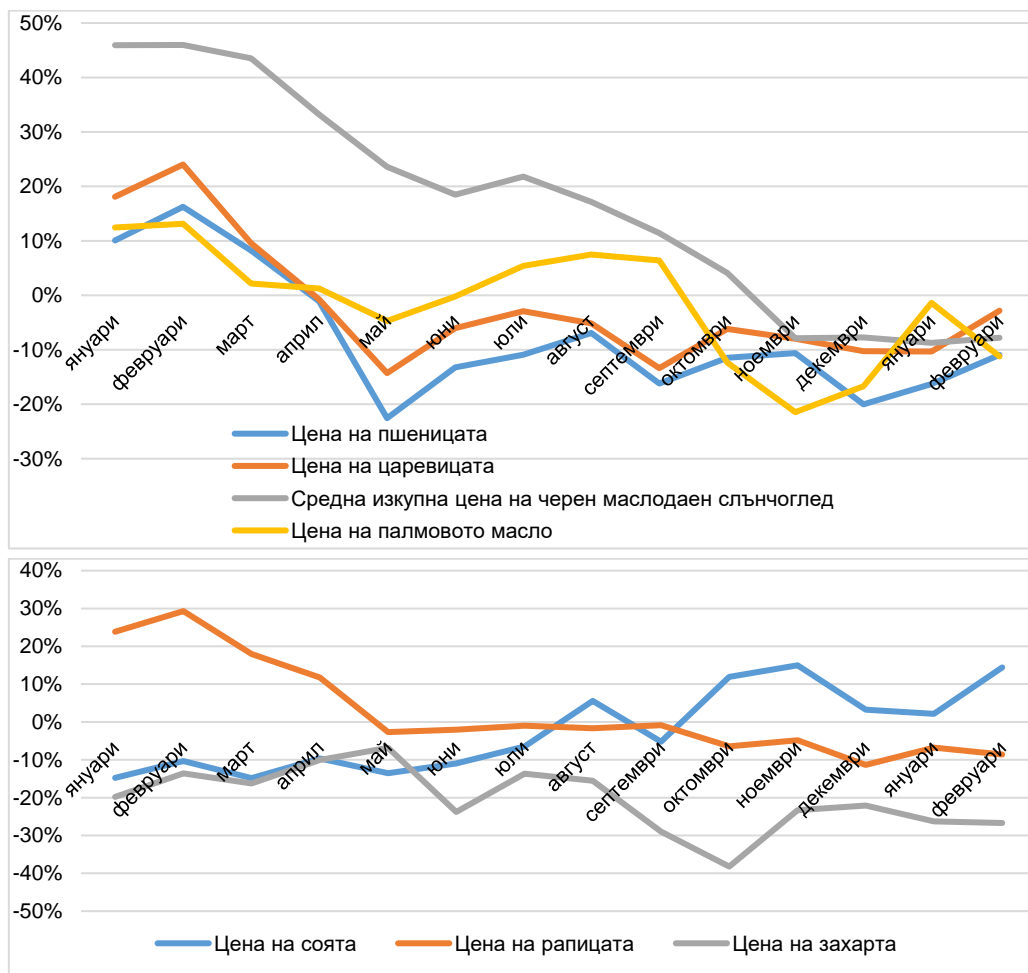 50%
40%
30%
20%
10%
0%
-10%
-20%
-30%
януари
февруари
март
април
май
юни
юли
август
септември
октомври
ноември
декември
януари
февруари
Цена на пшеницата
Цена на царевицата
Средна изкупна цена на черен маслодаен слънчоглед
Цена на палмовото масло
40%
30%
20%
10%
0%
-10%
-20%
-30%
-40%
-50%
януари
февруари
март
април
май
юни
юли
август
септември
октомври
ноември
декември
януари
февруари
Цена на соята
Цена на рапицата
Цена на захарта